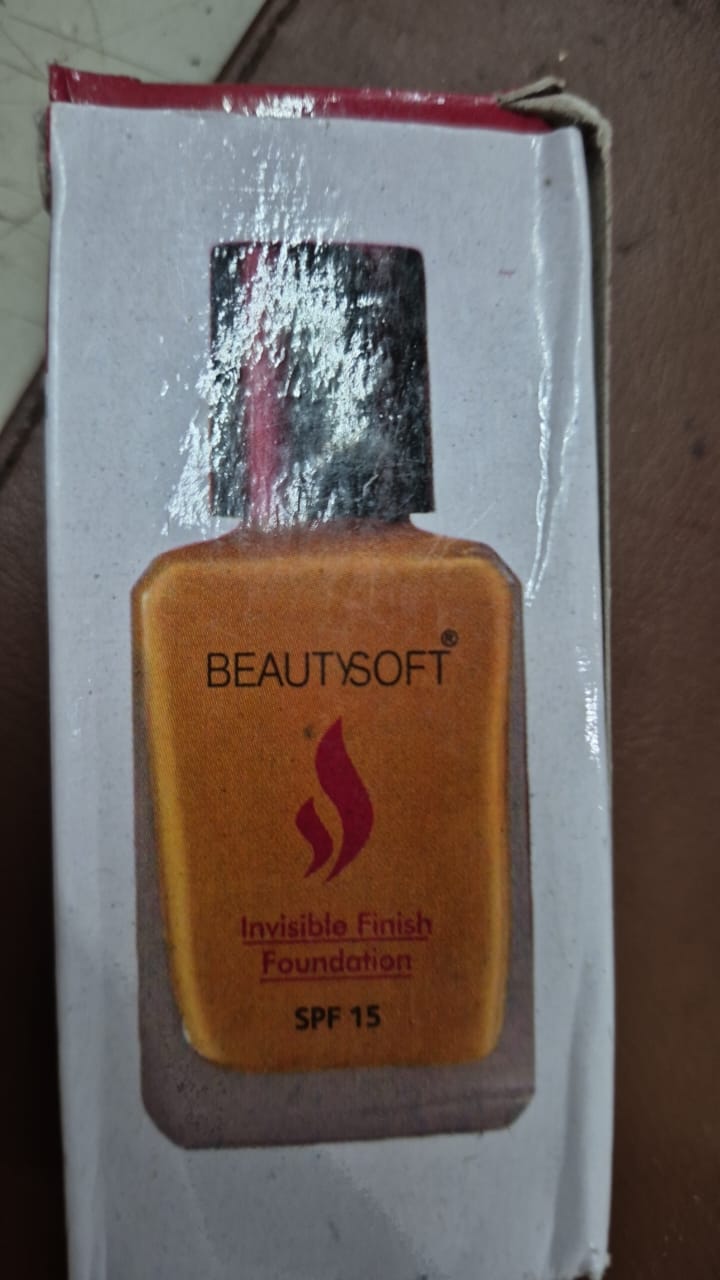 BEAUTYSOFT®
Invisible Finish
Foundation
SPF 15